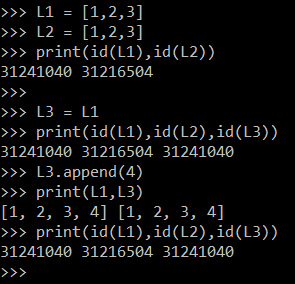 >>> L1 = [1,2,3]
>>> L2 = [1,2,3]
>>> print(id(L1),id(L2))
31241040 31216504
>>>
>>> L3 = L1
>>> print(id(L1),id(L2),id(L3))
31241040 31216504 31241040
>>> L3.append(4)
>>> print(L1,L3)
[1, 2, 3, 4] [1, 2, 3, 4]
>>> print(id(L1),id(L2),id(L3))
31241040 31216504 31241040
>>>